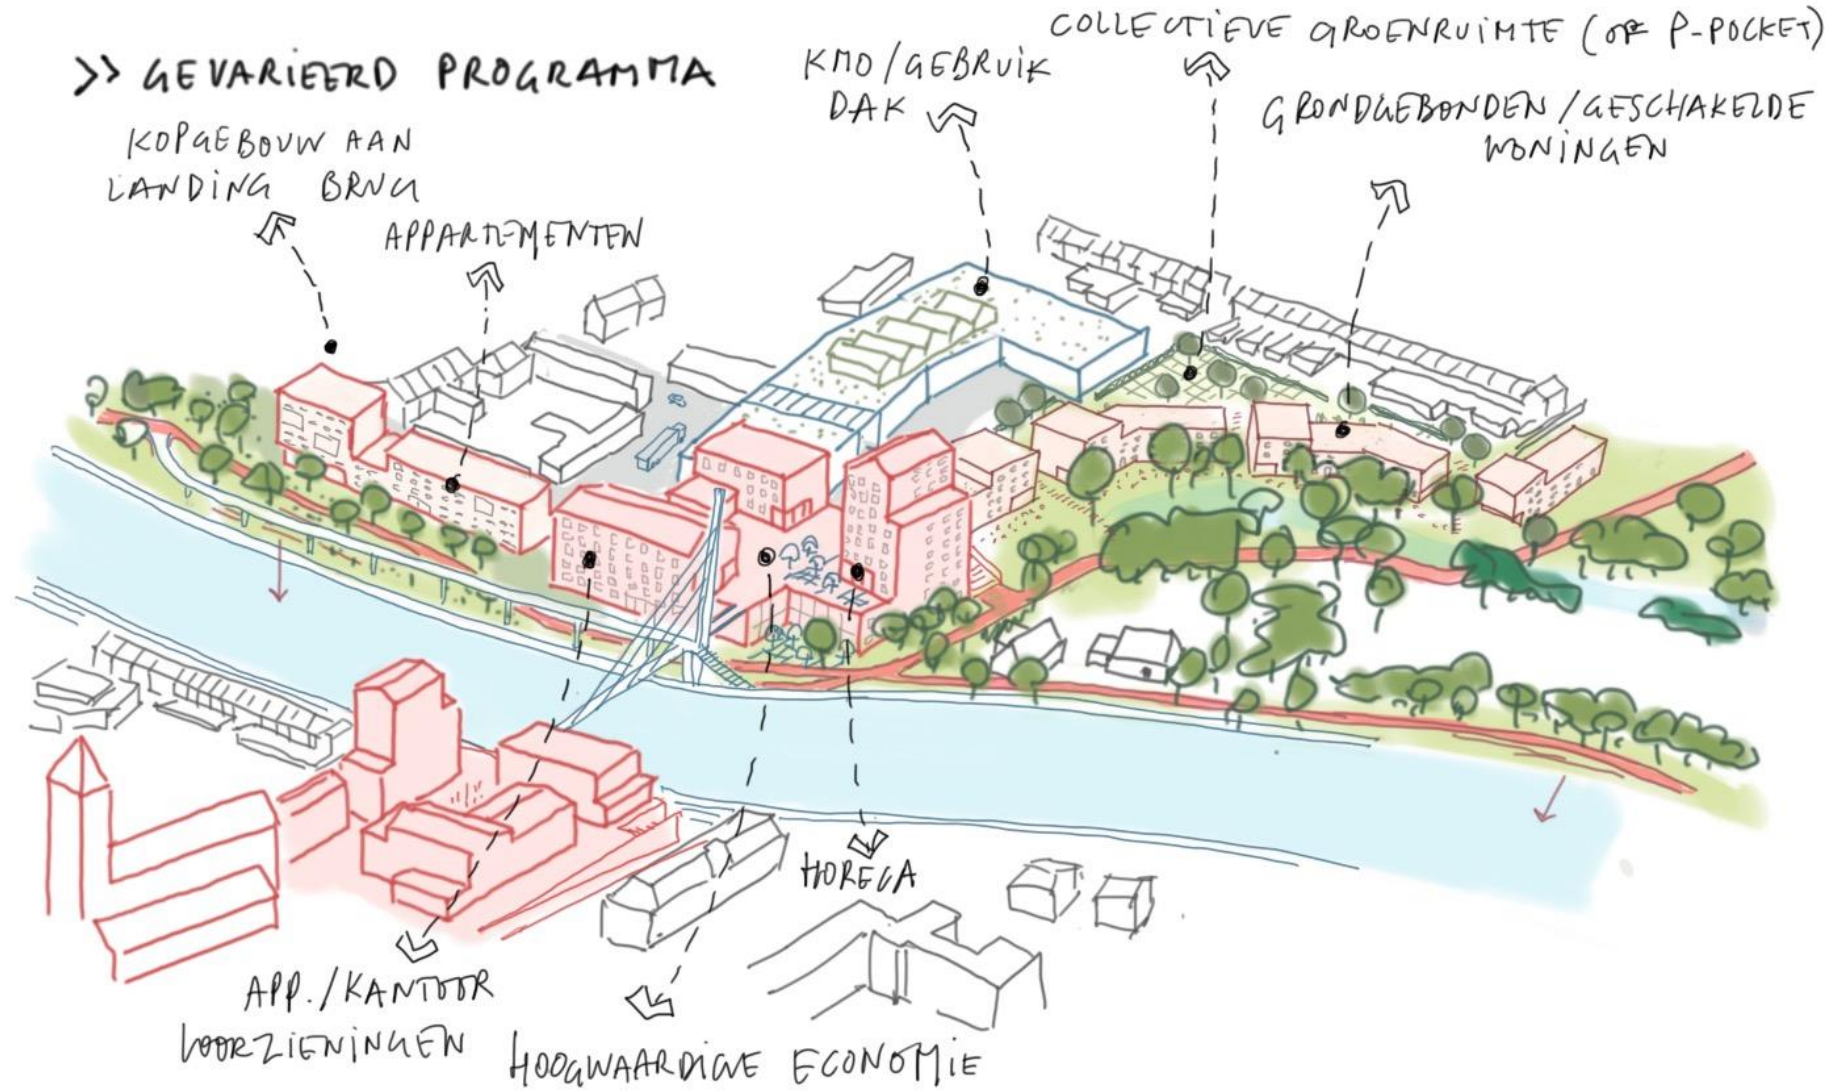 >> GEVARIEERD PROGRAMMA
KOPGEBOUW AAN
LANDING BRUG
APPARTEMENTEN
KMO/GEBRUIK
DAK
COLLECTIEVE GROENRUIMTE (OF P-POCKET)
GRONDGEBONDEN/GESCHAKELDE
WONINGEN
HORECA
APP./KANTOOR
VOORZIENINGEN
HOOGWAARDIGE ECONOMIE